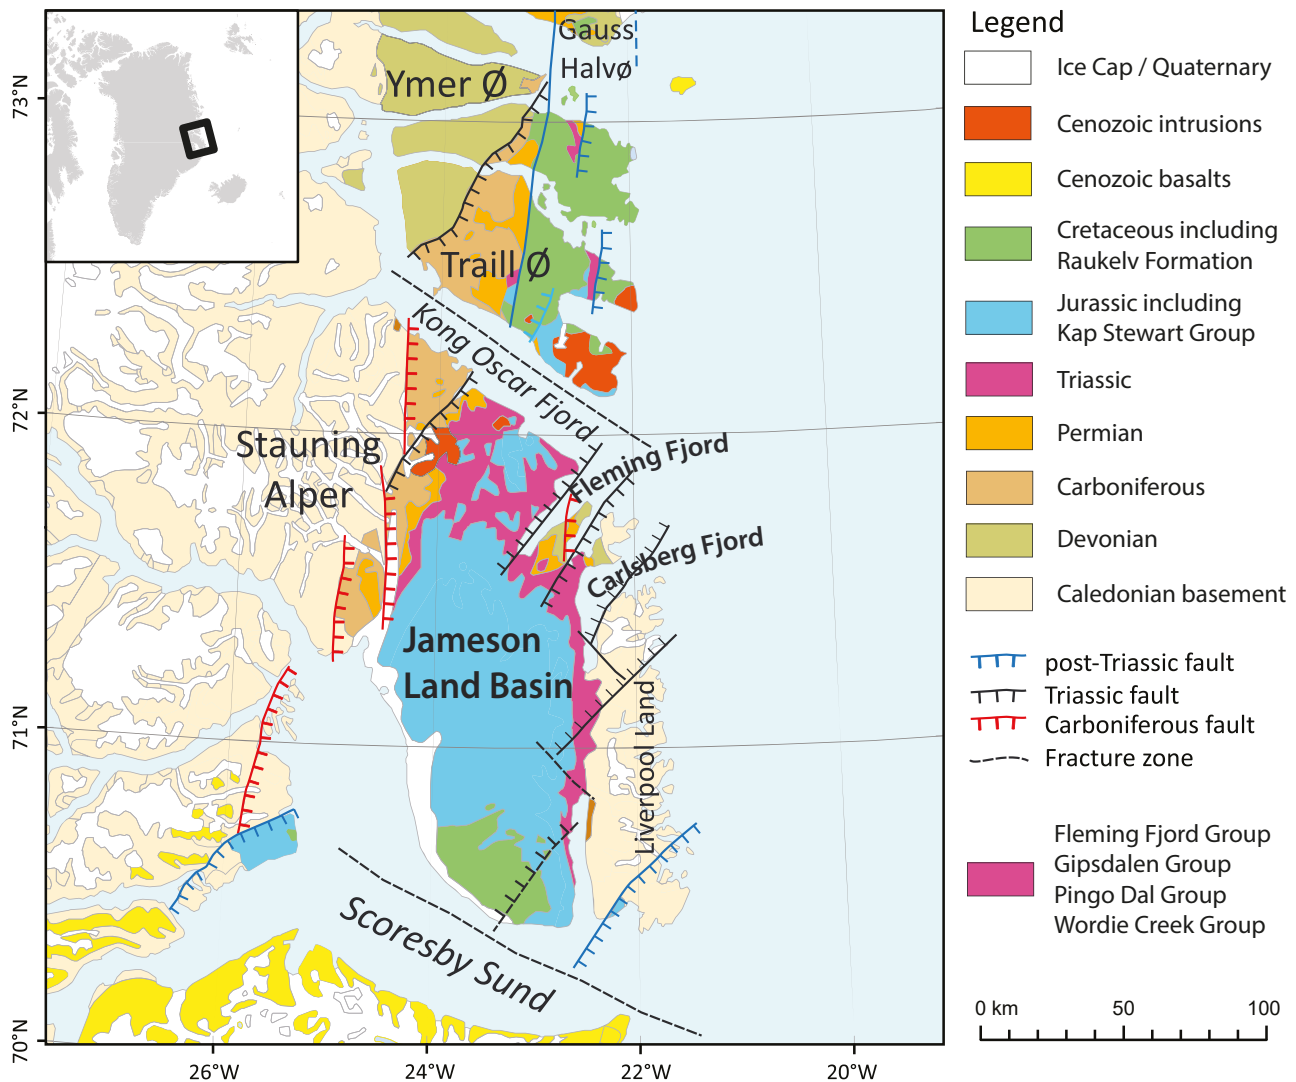 Gauss
Halvø
Ymer Ø
Traill Ø
Kong Oscar Fjord
Stauning
Alper
Fleming Fjord
Carlsberg Fjord
Jameson
Land Basin
Liverpool Land
Scoresby Sund
73°N
72°N
71°N
70°N
26°W
24°W
22°W
20°W
Legend
Ice Cap / Quaternary
Cenozoic intrusions
Cenozoic basalts
Cretaceous including
Raukelv Formation
Jurassic including
Kap Stewart Group
Triassic
Permian
Carboniferous
Devonian
Caledonian basement
post-Triassic fault
Triassic fault
Carboniferous fault
Fracture zone
Fleming Fjord Group
Gipsdalen Group
Pingo Dal Group
Wordie Creek Group
0 km 50 100